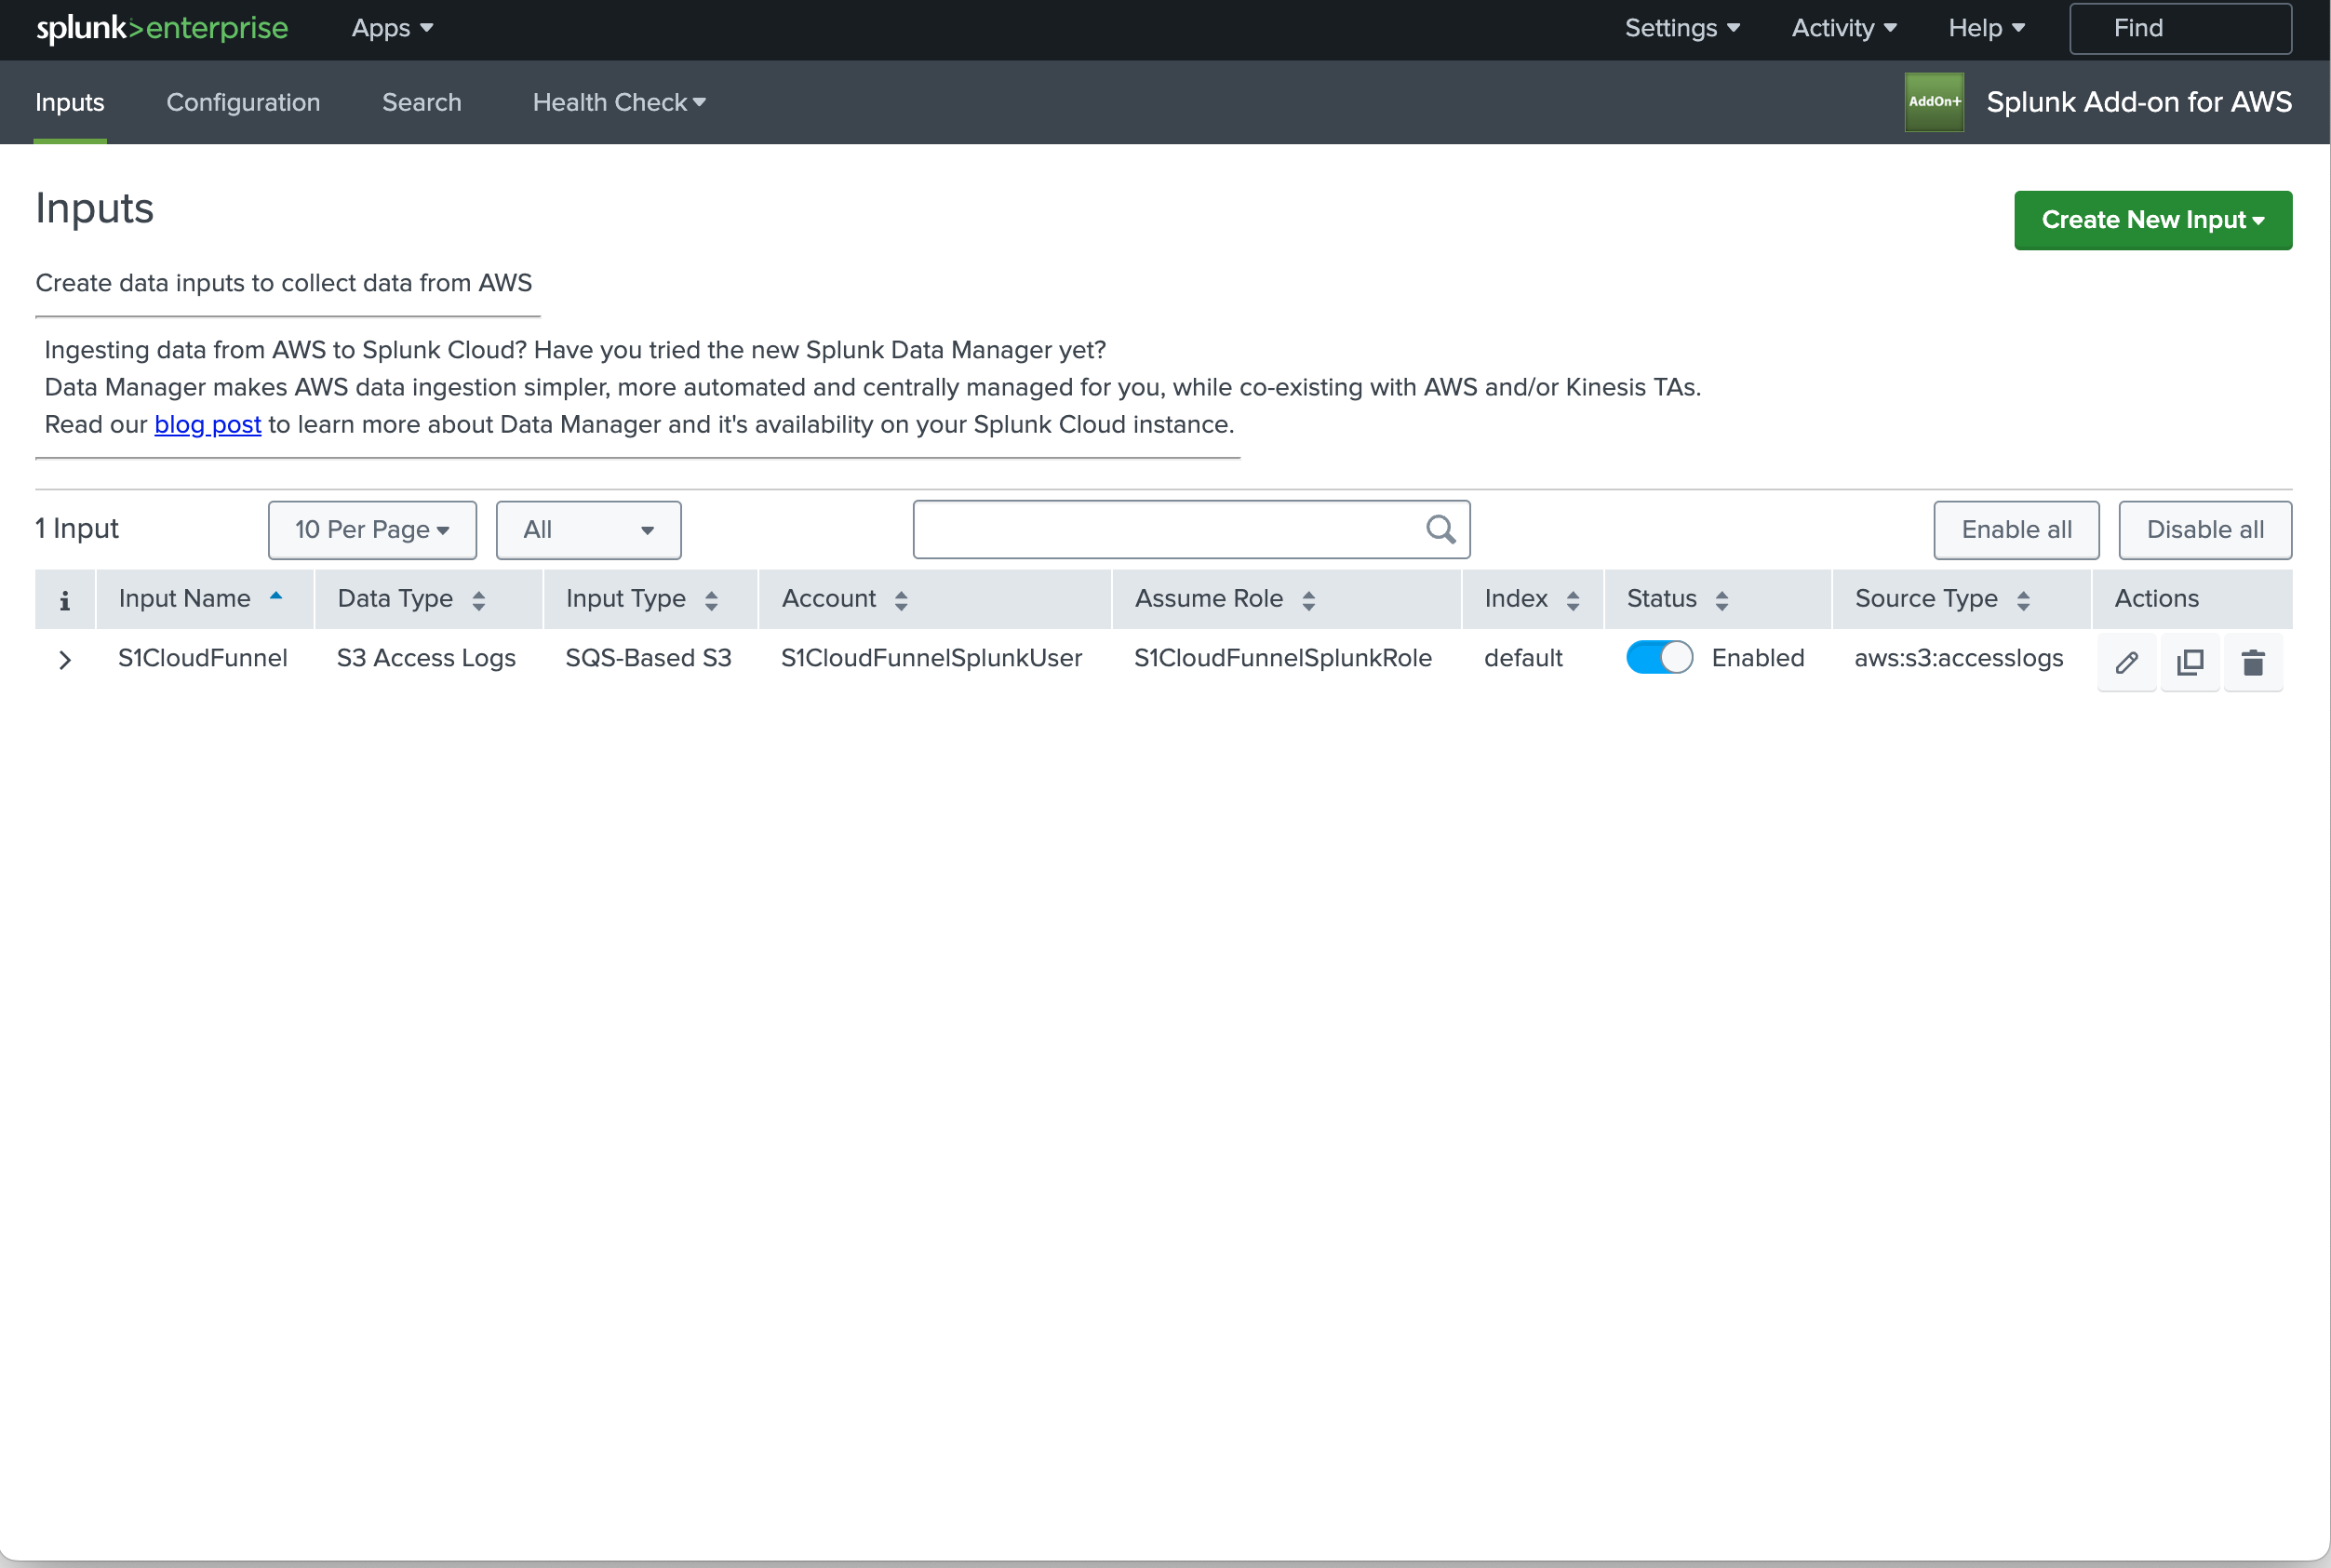 splunk>enterprise Apps Settings Activity Help Find
Inputs Configuration Search Health Check AddOn+ Splunk Add-on for AWS
Inputs
Create New Input
Create data inputs to collect data from AWS
Ingesting data from AWS to Splunk Cloud? Have you tried the new Splunk Data Manager yet?
Data Manager makes AWS data ingestion simpler, more automated and centrally managed for you, while co-existing with AWS and/or Kinesis TAs.
Read our blog post to learn more about Data Manager and it's availability on your Splunk Cloud instance.
1 Input 10 Per Page All Enable all Disable all
i Input Name Data Type Input Type Account Assume Role Index Status Source Type Actions
S1CloudFunnel S3 Access Logs SQS-Based S3 S1CloudFunnelSplunkUser S1CloudFunnelSplunkRole default Enabled aws:s3:accesslogs